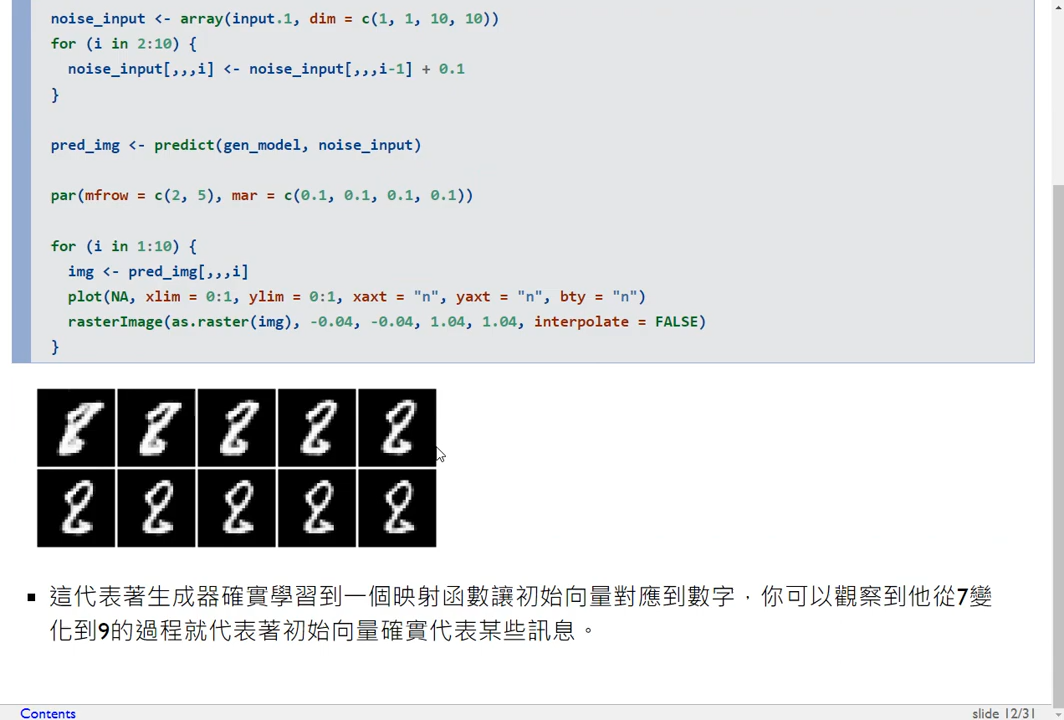 noise_input <- array(input.1, dim = c(1, 1, 10, 10))
for (i in 2:10) {
  noise_input[,,,i] <- noise_input[,,,i-1] + 0.1
}
pred_img <- predict(gen_model, noise_input)
par(mfrow = c(2, 5), mar = c(0.1, 0.1, 0.1, 0.1))
for (i in 1:10) {
  img <- pred_img[,,,i]
  plot(NA, xlim = 0:1, ylim = 0:1, xaxt = "n", yaxt = "n", bty = "n")
  rasterImage(as.raster(img), -0.04, -0.04, 1.04, 1.04, interpolate = FALSE)
}
這代表著生成器確實學習到一個映射函數讓初始向量對應到數字，你可以觀察到他從7變
化到9的過程就代表著初始向量確實代表某些訊息。
Contents
slide 12/31